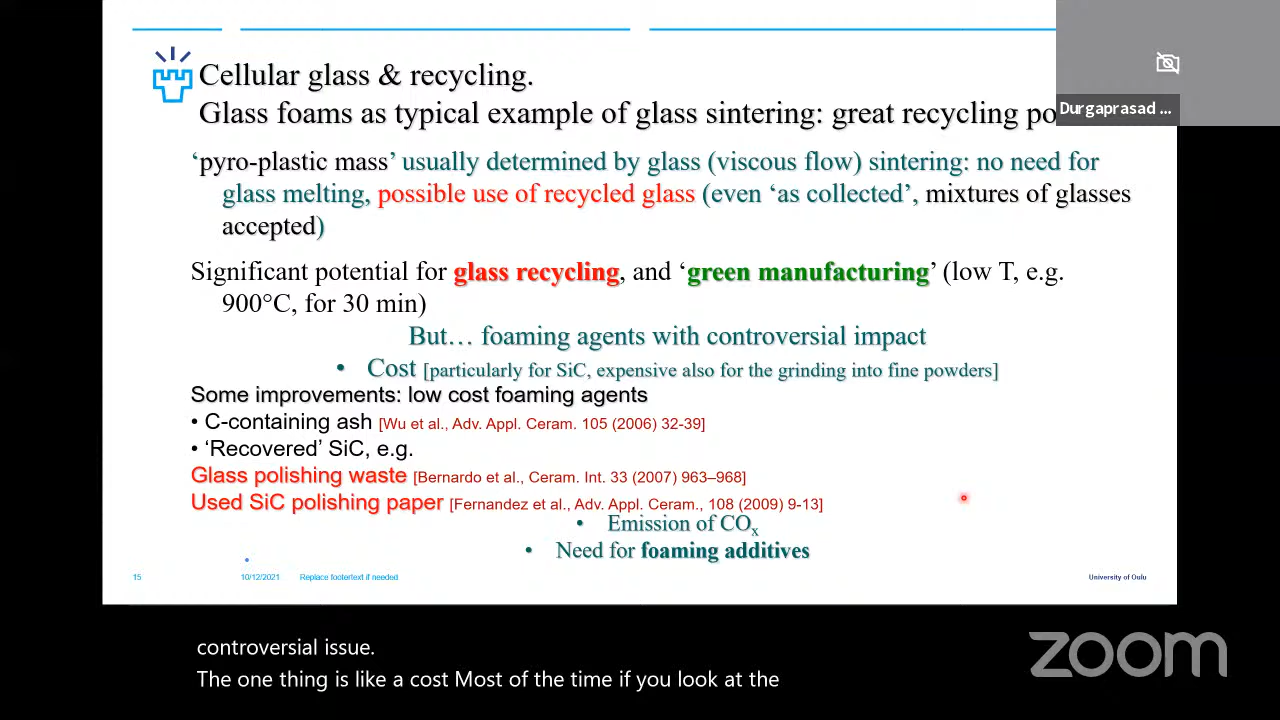 Cellular glass & recycling.
Glass foams as typical example of glass sintering: great recycling po
Durgaprasad ...
‘pyro-plastic mass’ usually determined by glass (viscous flow) sintering: no need for
glass melting, possible use of recycled glass (even ‘as collected’, mixtures of glasses
accepted)
Significant potential for glass recycling, and ‘green manufacturing’ (low T, e.g.
900°C, for 30 min)
But… foaming agents with controversial impact
• Cost [particularly for SiC, expensive also for the grinding into fine powders]
Some improvements: low cost foaming agents
• C-containing ash [Wu et al., Adv. Appl. Ceram. 105 (2006) 32-39]
• ‘Recovered’ SiC, e.g.
Glass polishing waste [Bernardo et al., Ceram. Int. 33 (2007) 963–968]
Used SiC polishing paper [Fernandez et al., Adv. Appl. Ceram., 108 (2009) 9-13]
• Emission of COx
• Need for foaming additives
15 10/12/2021 Replace footertext if needed University of Oulu
controversial issue.
The one thing is like a cost Most of the time if you look at the
zoom